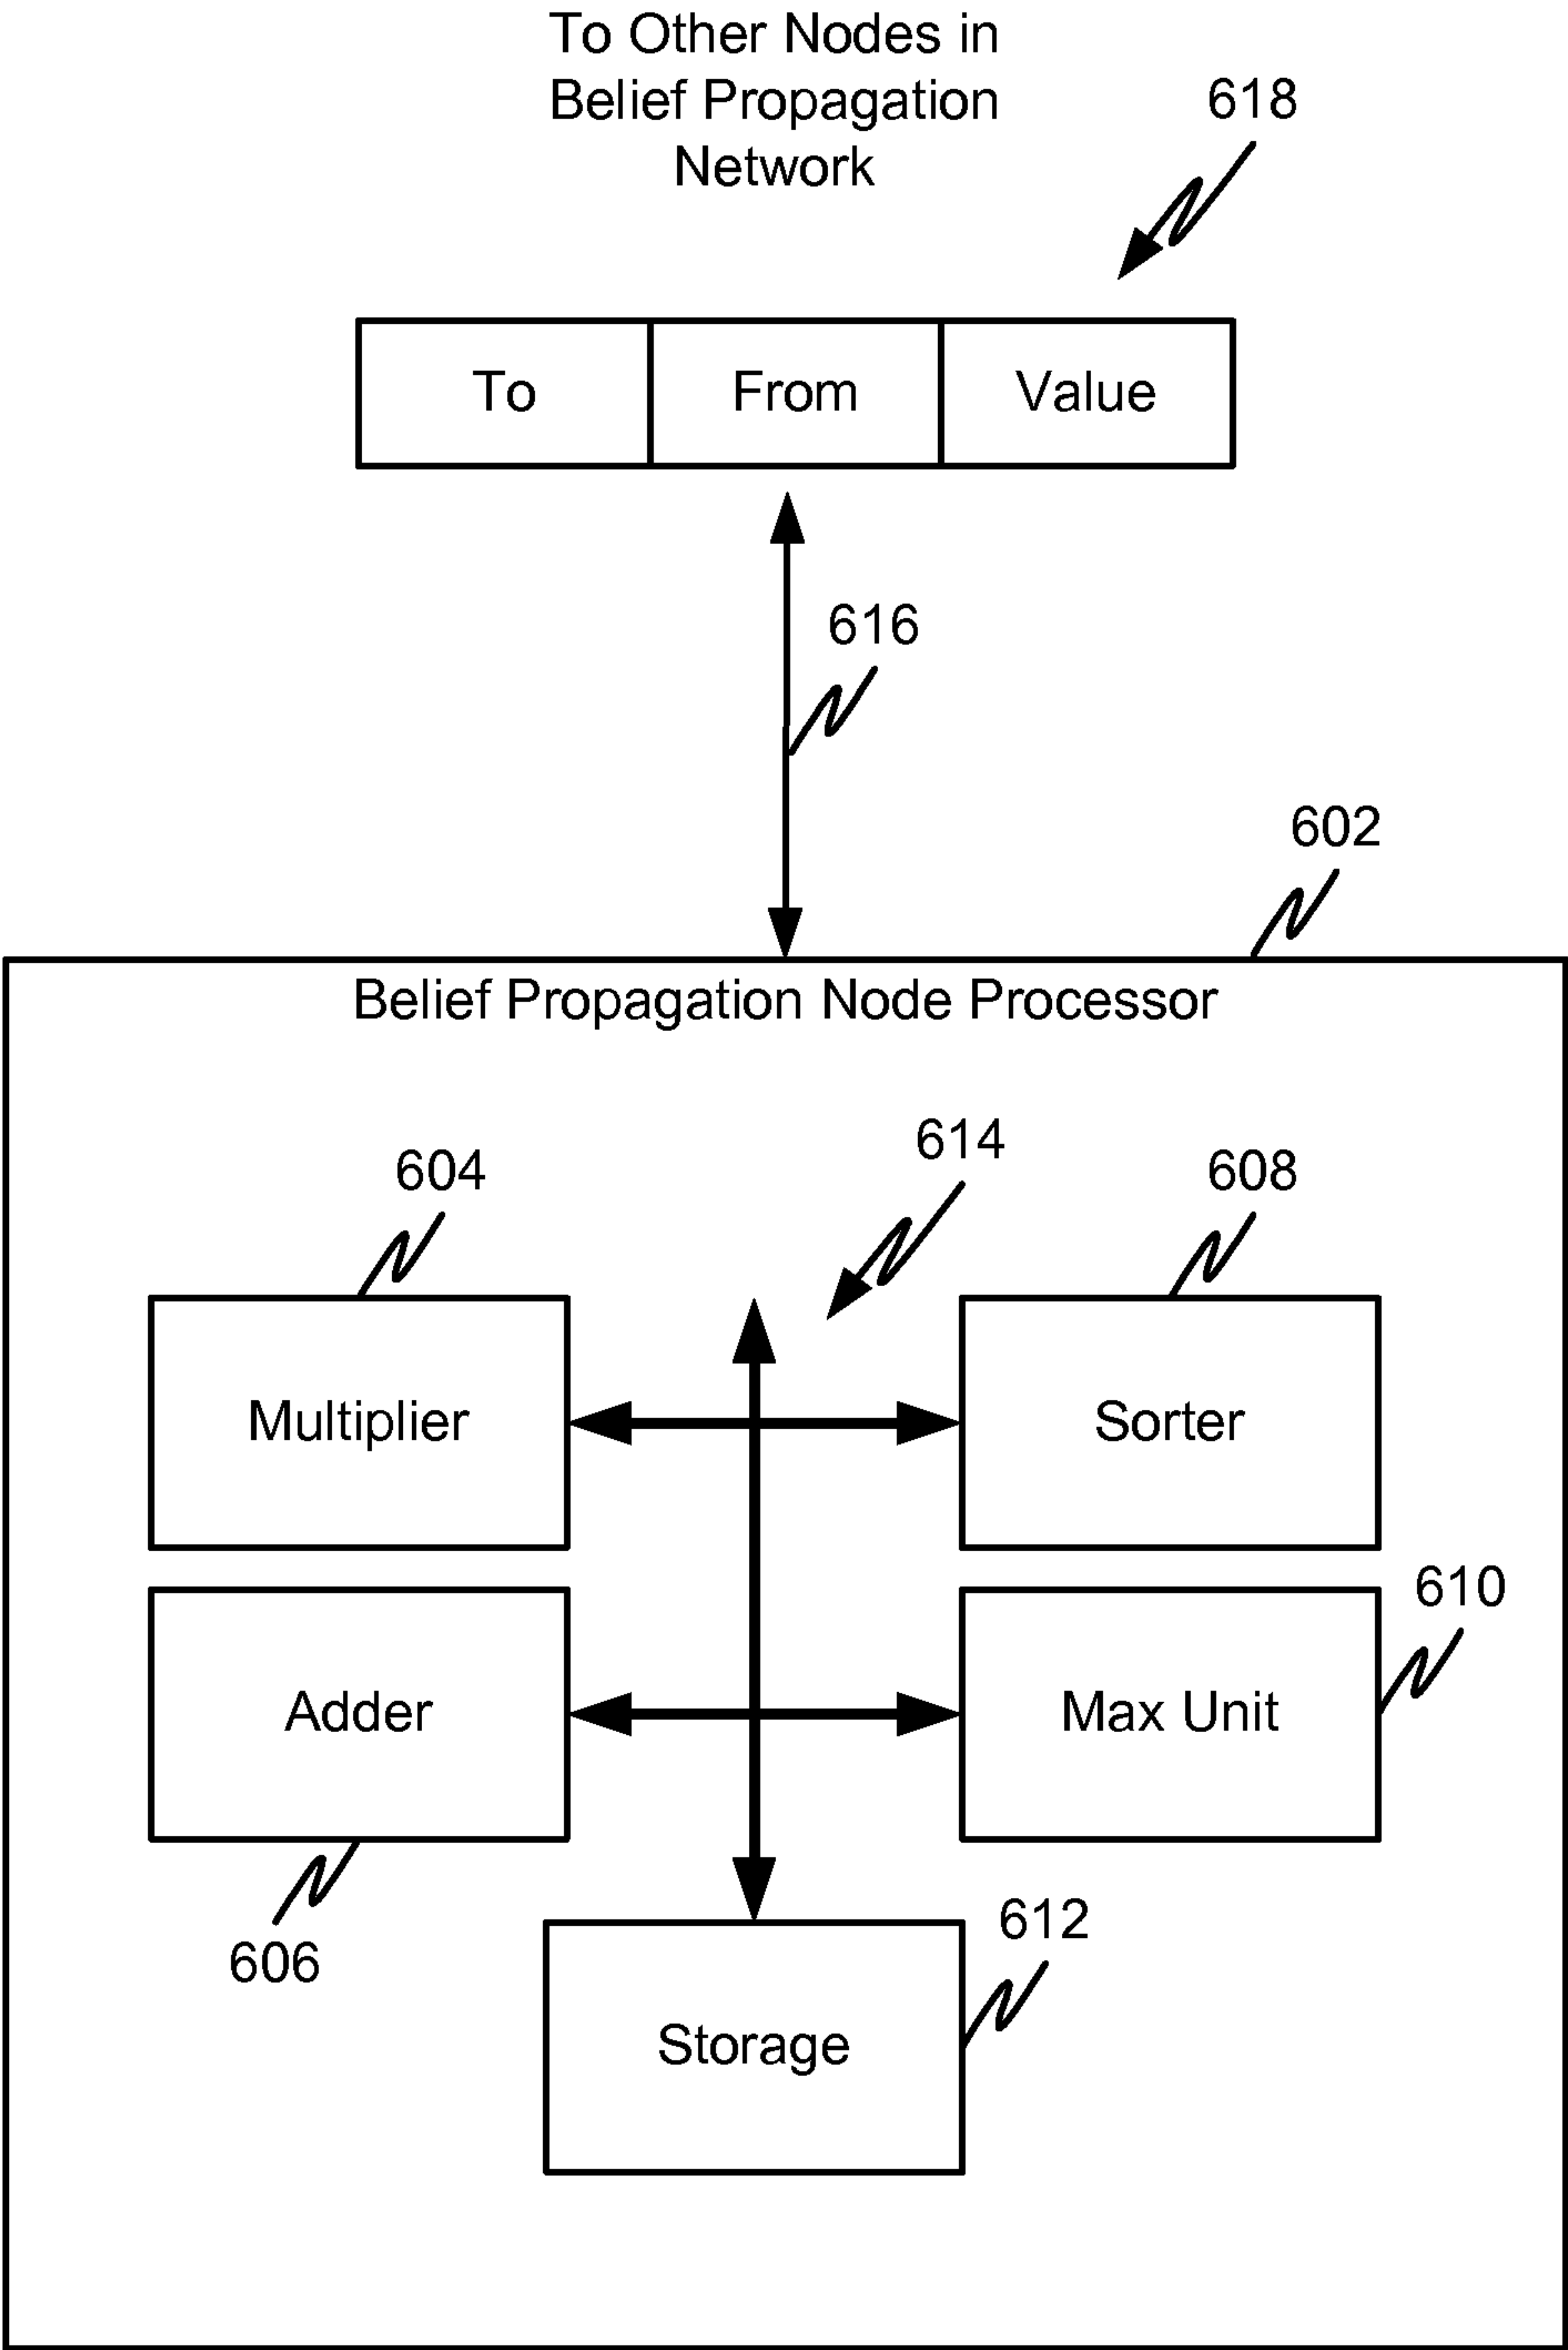 To Other Nodes in
Belief Propagation
Network
618
To From Value
616
602
Belief Propagation Node Processor
614
604
608
Multiplier
Sorter
610
Adder
Max Unit
612
606
Storage